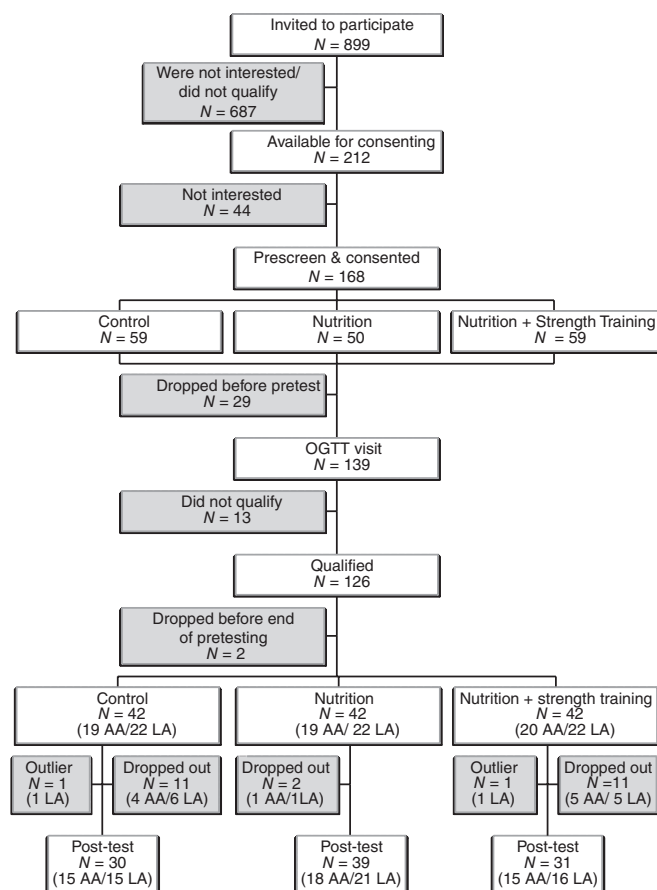 Invited to participate
N = 899
Were not interested/
did not qualify
N = 687
Available for consenting
N = 212
Not interested
N = 44
Prescreen & consented
N = 168
Control
N = 59
Nutrition
N = 50
Nutrition + Strength Training
N = 59
Dropped before pretest
N = 29
OGTT visit
N = 139
Did not qualify
N = 13
Qualified
N = 126
Dropped before end
of pretesting
N = 2
Control
N = 42
(19 AA/22 LA)
Nutrition
N = 42
(19 AA/ 22 LA)
Nutrition + strength training
N = 42
(20 AA/22 LA)
Outlier
N = 1
(1 LA)
Dropped out
N = 11
(4 AA/6 LA)
Dropped out
N = 2
(1 AA/1LA)
Outlier
N = 1
(1 LA)
Dropped out
N =11
(5 AA/ 5 LA)
Post-test
N = 30
(15 AA/15 LA)
Post-test
N = 39
(18 AA/21 LA)
Post-test
N = 31
(15 AA/16 LA)